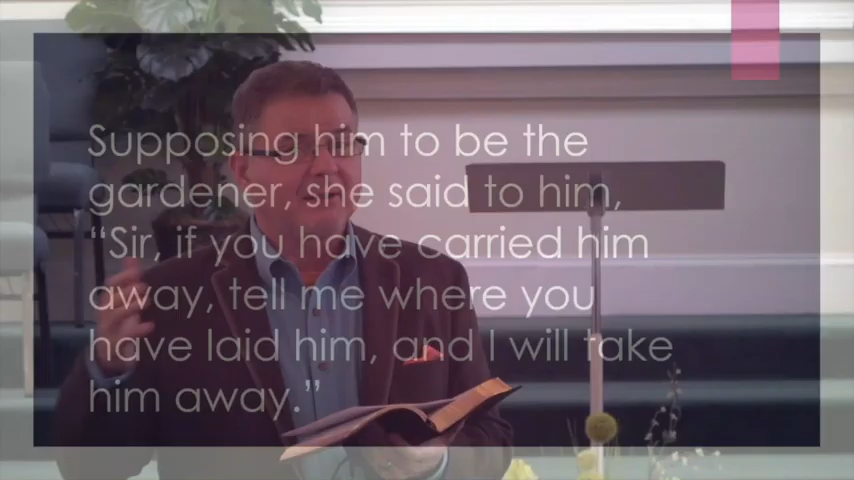 Supposing him to be the
gardener, she said to him,
“Sir, if you have carried him
away, tell me where you
have laid him, and I will take
him away.”